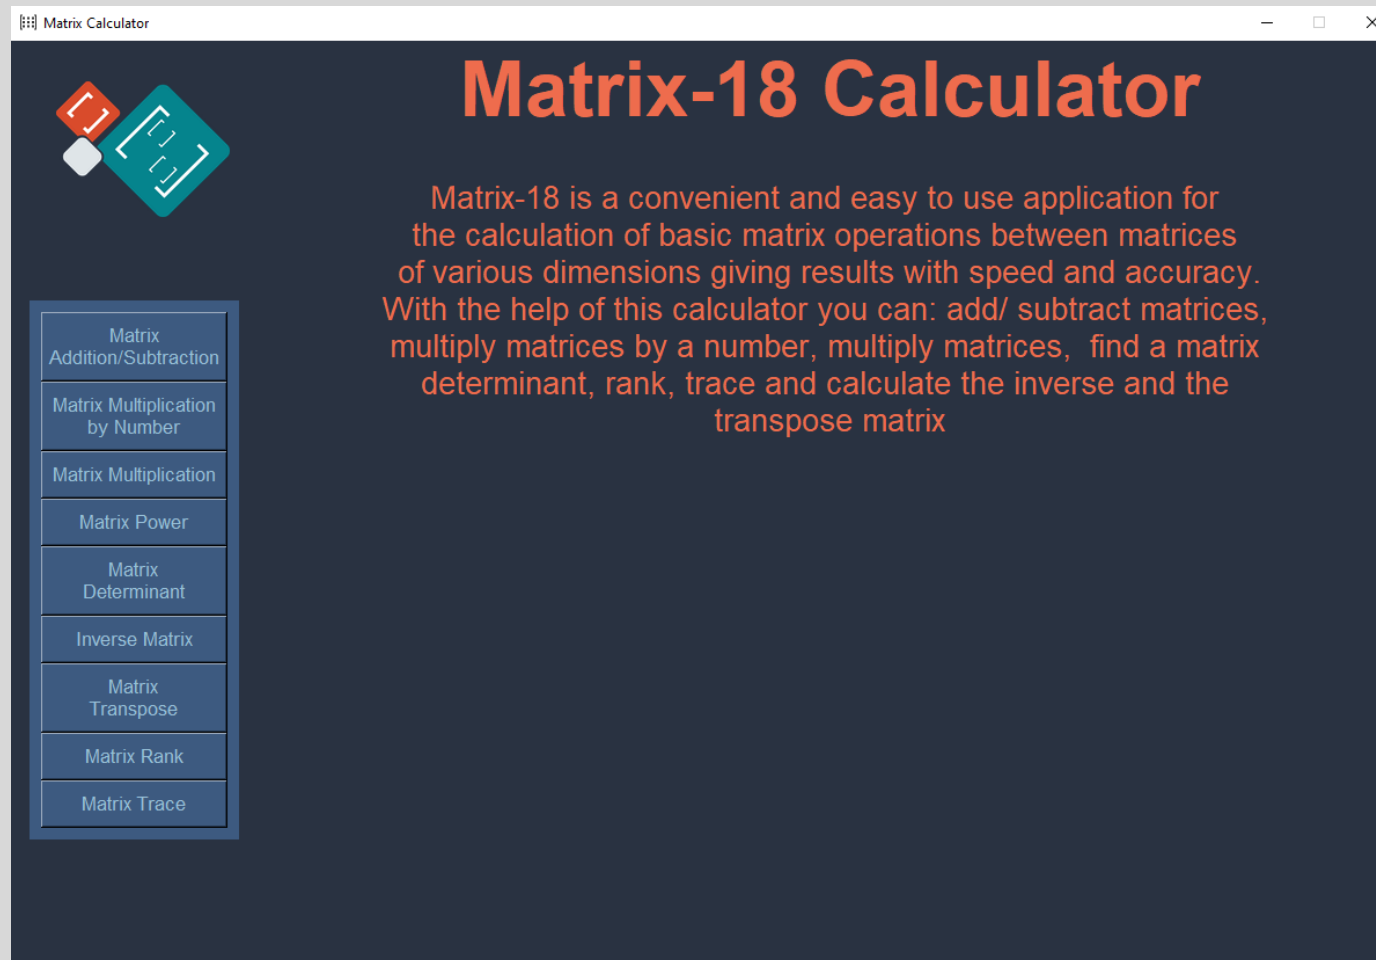 Matrix Calculator
Matrix-18 Calculator
Matrix-18 is a convenient and easy to use application for
the calculation of basic matrix operations between matrices
of various dimensions giving results with speed and accuracy.
With the help of this calculator you can: add/ subtract matrices,
multiply matrices by a number, multiply matrices,  find a matrix
determinant, rank, trace and calculate the inverse and the
transpose matrix
Matrix
Addition/Subtraction
Matrix Multiplication
by Number
Matrix Multiplication
Matrix Power
Matrix
Determinant
Inverse Matrix
Matrix
Transpose
Matrix Rank
Matrix Trace